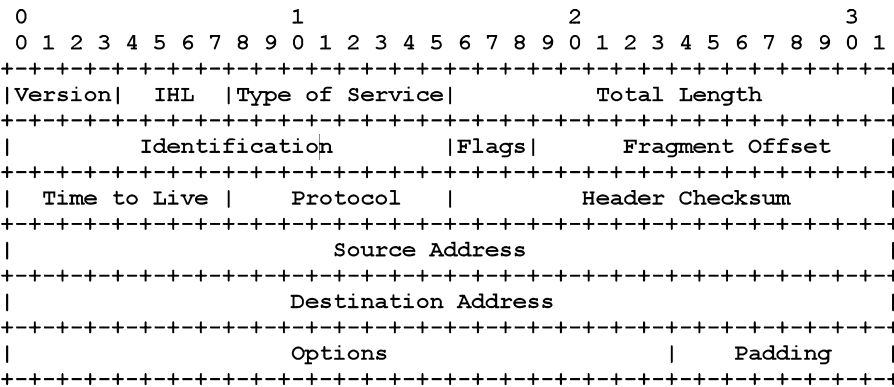 0                   1                   2                   3
 0 1 2 3 4 5 6 7 8 9 0 1 2 3 4 5 6 7 8 9 0 1 2 3 4 5 6 7 8 9 0 1
+-+-+-+-+-+-+-+-+-+-+-+-+-+-+-+-+-+-+-+-+-+-+-+-+-+-+-+-+-+-+-+-+
|Version|  IHL  |Type of Service|          Total Length         |
+-+-+-+-+-+-+-+-+-+-+-+-+-+-+-+-+-+-+-+-+-+-+-+-+-+-+-+-+-+-+-+-+
|         Identification        |Flags|      Fragment Offset    |
+-+-+-+-+-+-+-+-+-+-+-+-+-+-+-+-+-+-+-+-+-+-+-+-+-+-+-+-+-+-+-+-+
|  Time to Live |    Protocol   |         Header Checksum       |
+-+-+-+-+-+-+-+-+-+-+-+-+-+-+-+-+-+-+-+-+-+-+-+-+-+-+-+-+-+-+-+-+
|                       Source Address                          |
+-+-+-+-+-+-+-+-+-+-+-+-+-+-+-+-+-+-+-+-+-+-+-+-+-+-+-+-+-+-+-+-+
|                    Destination Address                        |
+-+-+-+-+-+-+-+-+-+-+-+-+-+-+-+-+-+-+-+-+-+-+-+-+-+-+-+-+-+-+-+-+
|                    Options                    |    Padding    |
+-+-+-+-+-+-+-+-+-+-+-+-+-+-+-+-+-+-+-+-+-+-+-+-+-+-+-+-+-+-+-+-+